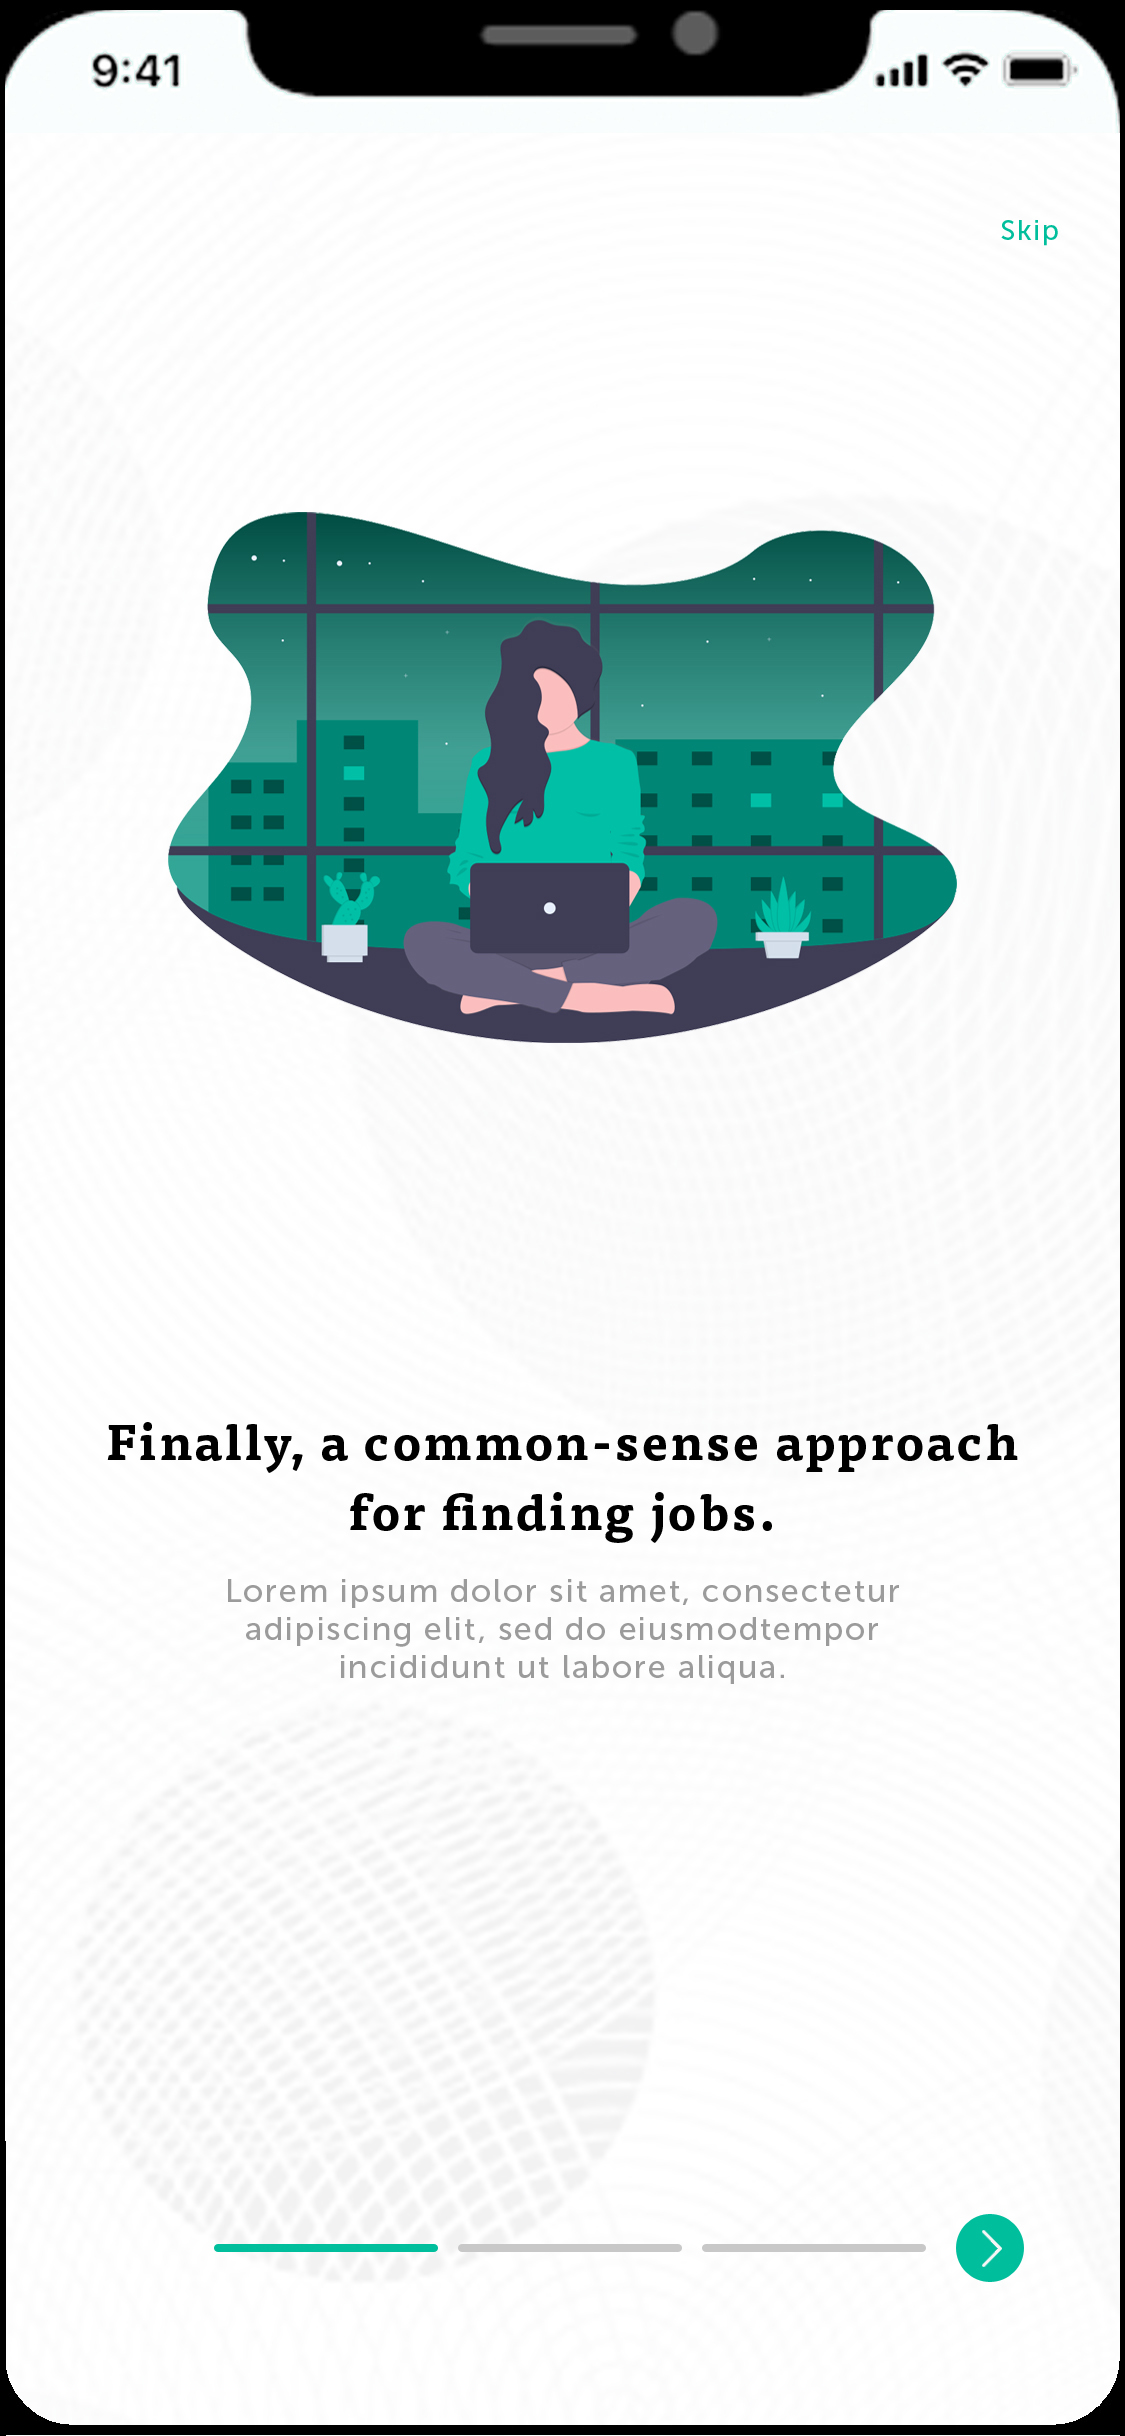 9:41
Skip
Finally, a common-sense approach
for finding jobs.
Lorem ipsum dolor sit amet, consectetur
adipiscing elit, sed do eiusmodtempor
incididunt ut labore aliqua.